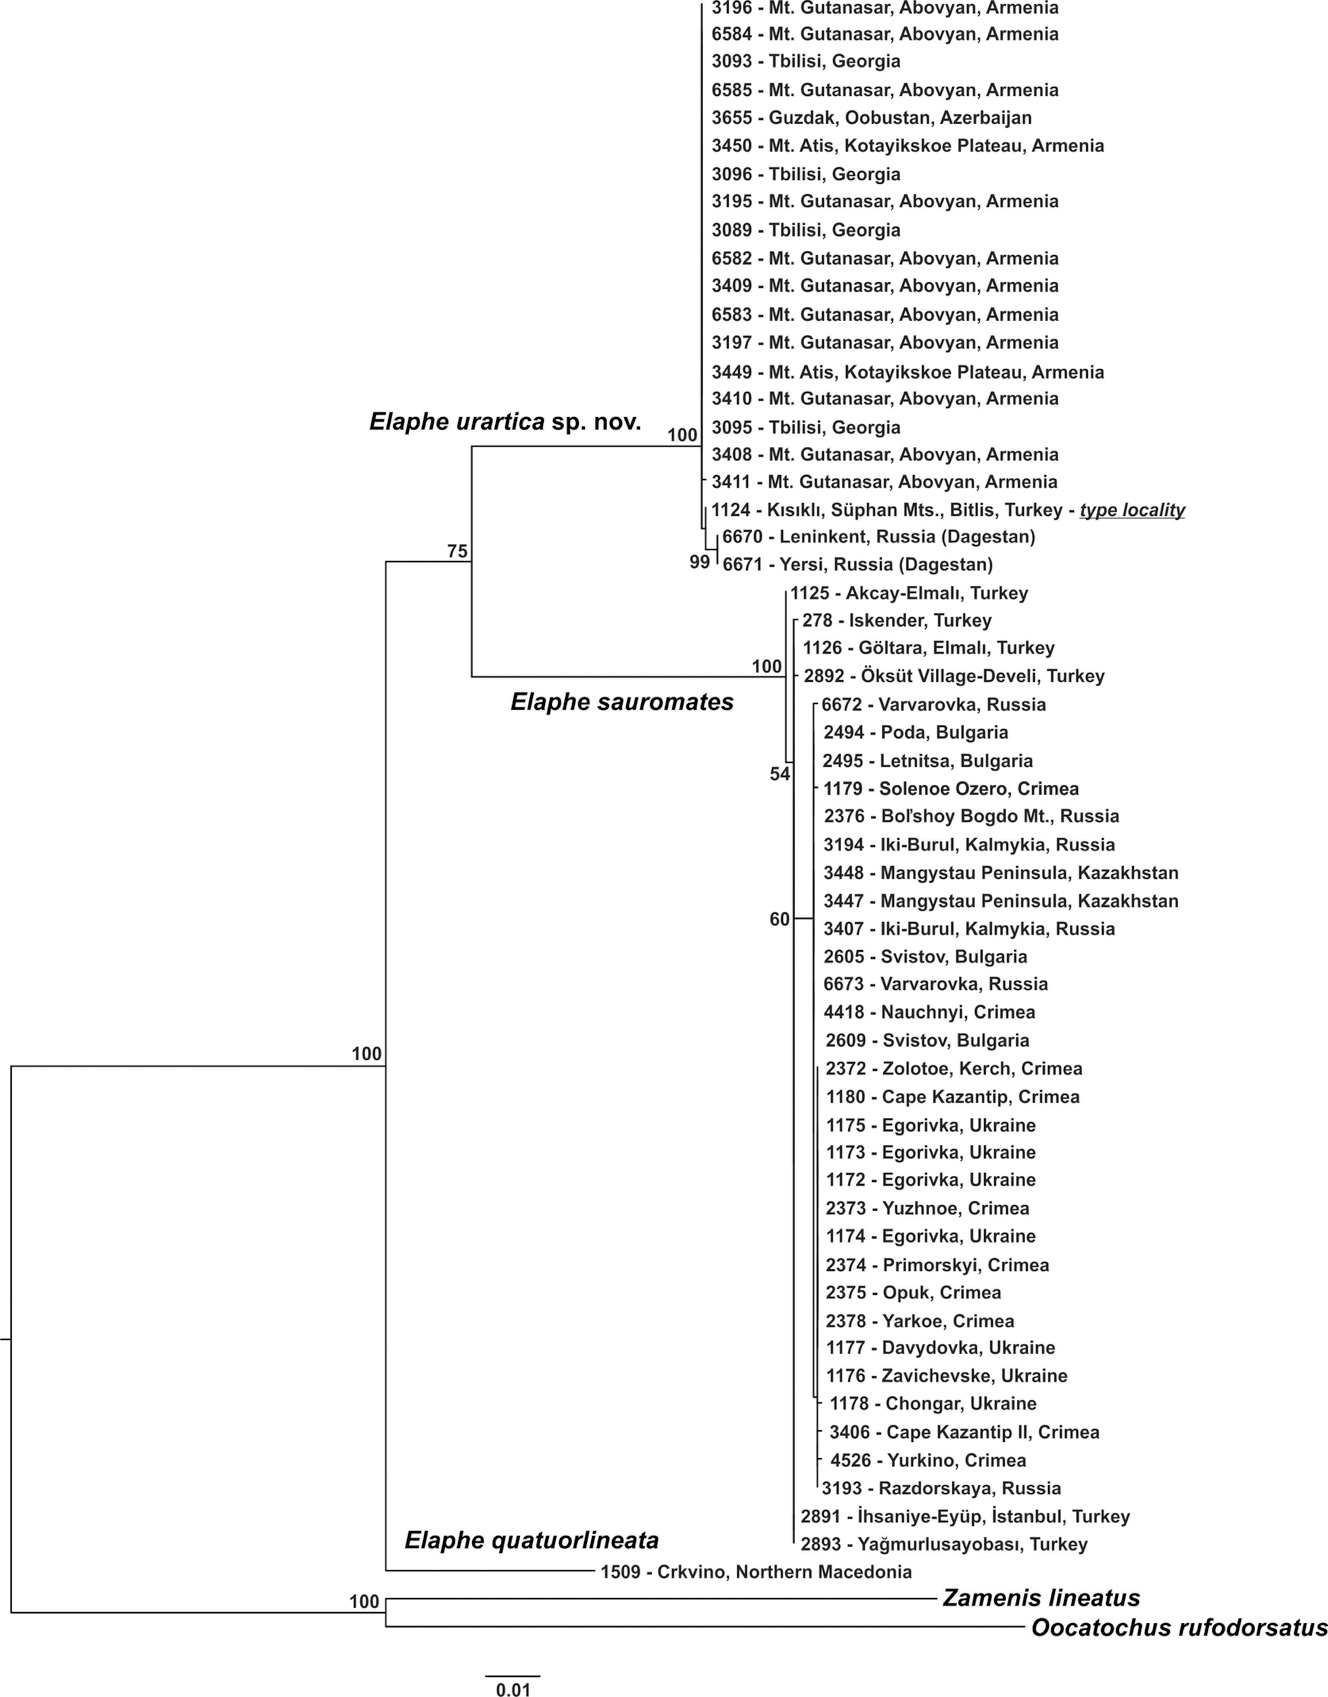 3196 - Mt. Gutanasar, Abovyan, Armenia
6584 - Mt. Gutanasar, Abovyan, Armenia
3093 - Tbilisi, Georgia
6585 - Mt. Gutanasar, Abovyan, Armenia
3655 - Guzdak, Oobustan, Azerbaijan
3450 - Mt. Atis, Kotayikskoe Plateau, Armenia
3096 - Tbilisi, Georgia
3195 - Mt. Gutanasar, Abovyan, Armenia
3089 - Tbilisi, Georgia
6582 - Mt. Gutanasar, Abovyan, Armenia
3409 - Mt. Gutanasar, Abovyan, Armenia
6583 - Mt. Gutanasar, Abovyan, Armenia
3197 - Mt. Gutanasar, Abovyan, Armenia
3449 - Mt. Atis, Kotayikskoe Plateau, Armenia
3410 - Mt. Gutanasar, Abovyan, Armenia
Elaphe urartica sp. nov.
100
3095 - Tbilisi, Georgia
3408 - Mt. Gutanasar, Abovyan, Armenia
3411 - Mt. Gutanasar, Abovyan, Armenia
1124 - Kısıklı, Süphan Mts., Bitlis, Turkey - type locality
6670 - Leninkent, Russia (Dagestan)
75
99
6671 - Yersi, Russia (Dagestan)
1125 - Akcay-Elmalı, Turkey
278 - Iskender, Turkey
1126 - Göltara, Elmalı, Turkey
100
2892 - Öksüt Village-Develi, Turkey
Elaphe sauromates
6672 - Varvarovka, Russia
2494 - Poda, Bulgaria
2495 - Letnitsa, Bulgaria
54
1179 - Solenoe Ozero, Crimea
2376 - Bol’shoy Bogdo Mt., Russia
3194 - Iki-Burul, Kalmykia, Russia
3448 - Mangystau Peninsula, Kazakhstan
3447 - Mangystau Peninsula, Kazakhstan
60
3407 - Iki-Burul, Kalmykia, Russia
2605 - Svistov, Bulgaria
6673 - Varvarovka, Russia
4418 - Nauchnyi, Crimea
2609 - Svistov, Bulgaria
100
2372 - Zolotoe, Kerch, Crimea
1180 - Cape Kazantip, Crimea
1175 - Egorivka, Ukraine
1173 - Egorivka, Ukraine
1172 - Egorivka, Ukraine
2373 - Yuzhnoe, Crimea
1174 - Egorivka, Ukraine
2374 - Primorskyi, Crimea
2375 - Opuk, Crimea
2378 - Yarkoe, Crimea
1177 - Davydovka, Ukraine
1176 - Zavichevske, Ukraine
1178 - Chongar, Ukraine
3406 - Cape Kazantip II, Crimea
4526 - Yurkino, Crimea
3193 - Razdorskaya, Russia
2891 - İhsaniye-Eyüp, İstanbul, Turkey
Elaphe quatuorlineata
2893 - Yağmurlusayobası, Turkey
1509 - Crkvino, Northern Macedonia
100
Zamenis lineatus
Oocatochus rufodorsatus
0.01